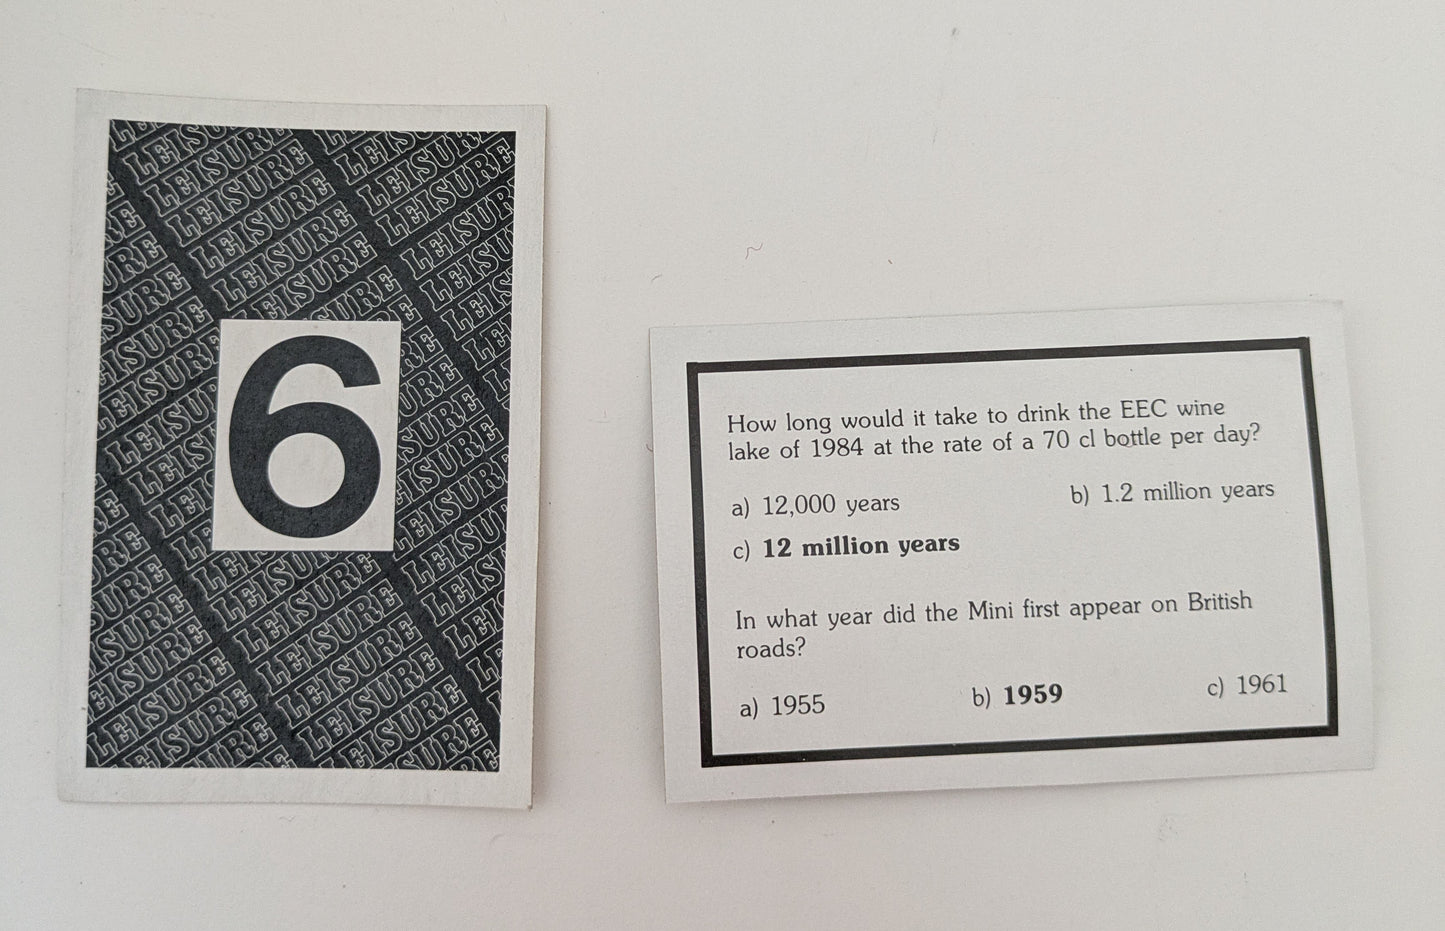 LEISURE
6
How long would it take to drink the EEC wine
lake of 1984 at the rate of a 70 cl bottle per day?
a) 12,000 years b) 1.2 million years
c) 12 million years
In what year did the Mini first appear on British
roads?
a) 1955 b) 1959 c) 1961